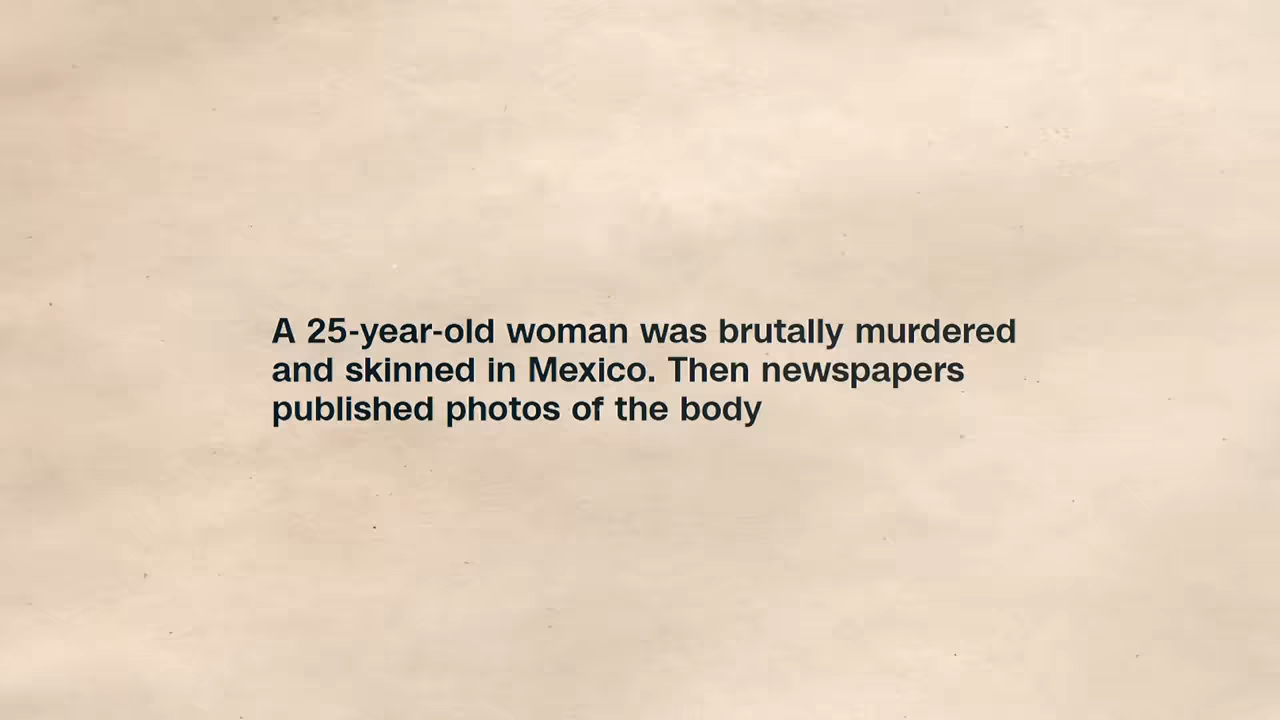 A 25-year-old woman was brutally murdered
and skinned in Mexico. Then newspapers
published photos of the body